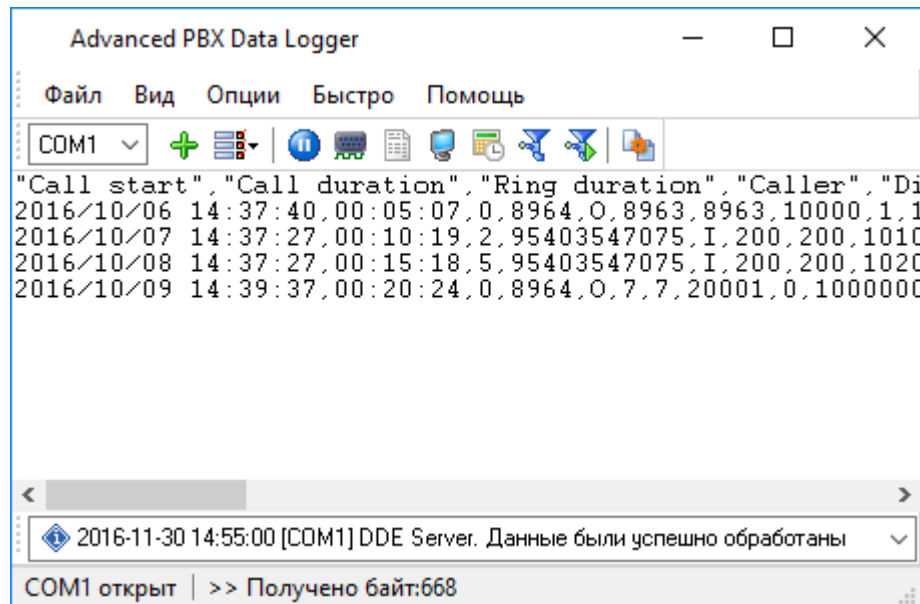 Advanced PBX Data Logger
Файл Вид Опции Быстро Помощь
COM1
"Call start","Call duration","Ring duration","Caller","Di
2016/10/06 14:37:40,00:05:07,0,8964,O,8963,8963,10000,1,1
2016/10/07 14:37:27,00:10:19,2,95403547075,I,200,200,1010
2016/10/08 14:37:27,00:15:18,5,95403547075,I,200,200,1020
2016/10/09 14:39:37,00:20:24,0,8964,O,7,7,20001,0,1000000
2016-11-30 14:55:00 [COM1] DDE Server. Данные были успешно обработаны
COM1 открыт >> Получено байт:668